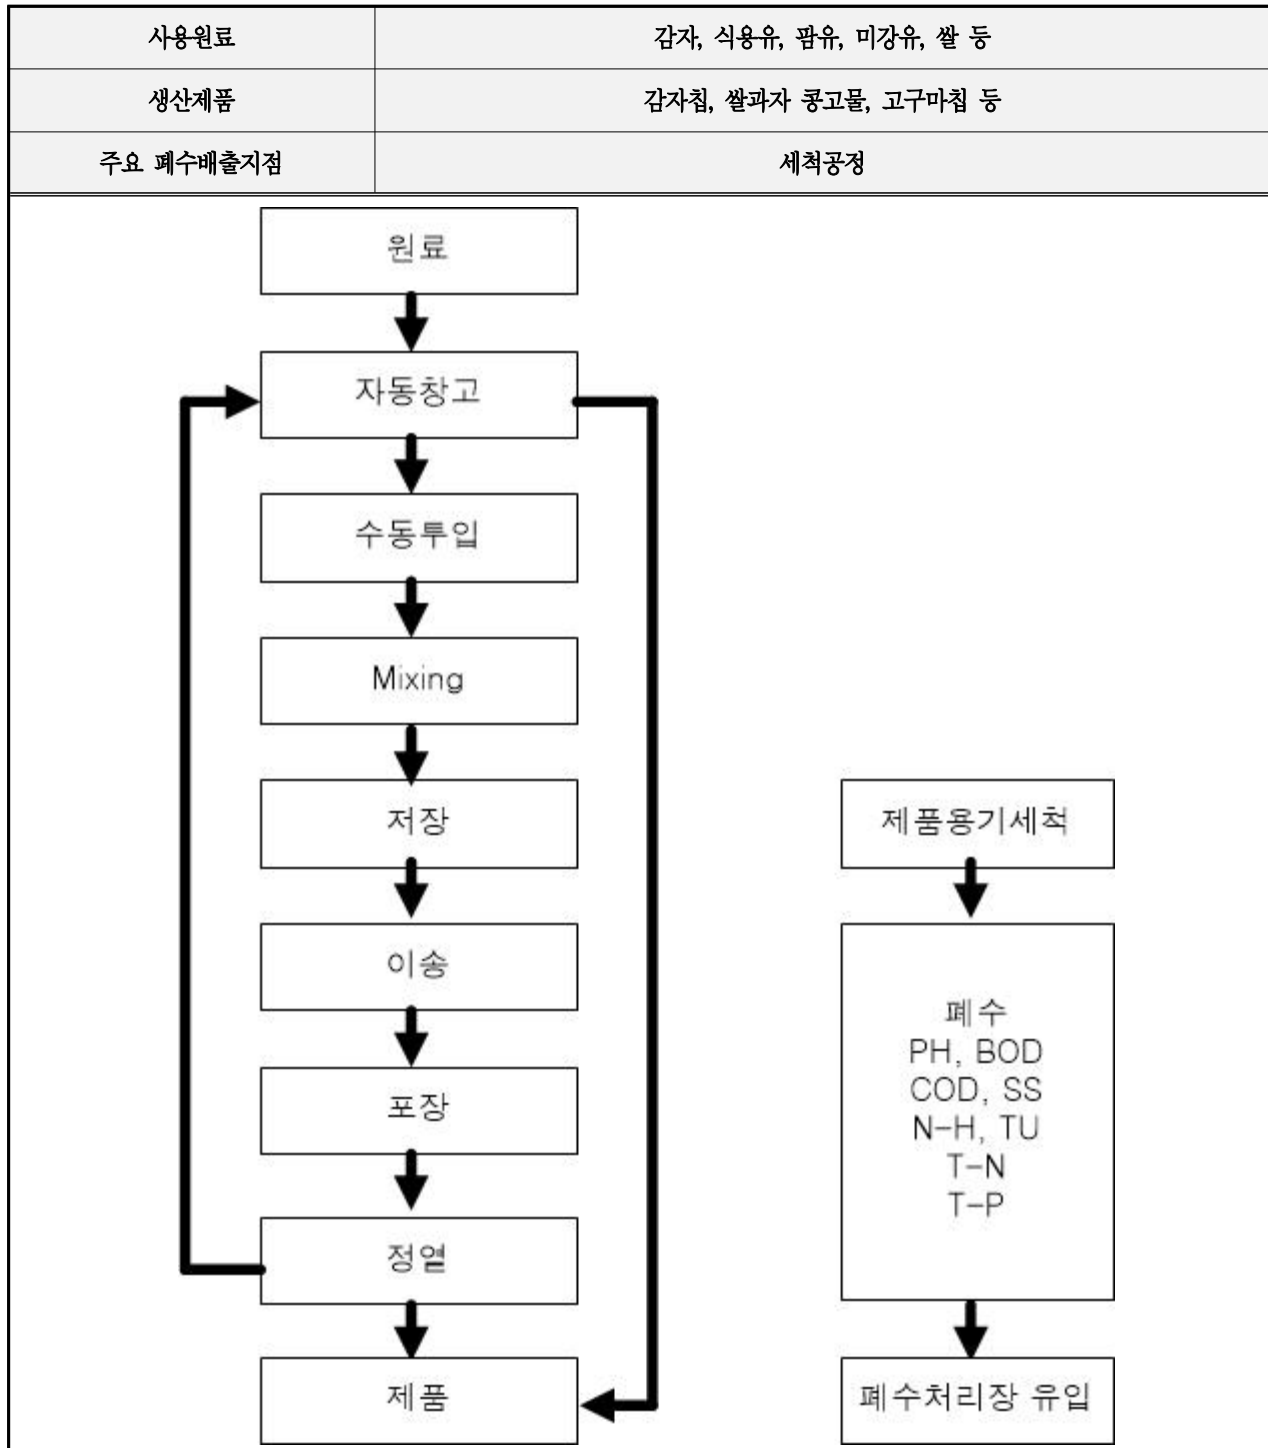 사용원료
감자, 식용유, 팜유, 미강유, 쌀 등
생산제품
감자칩, 쌀과자 콩고물, 고구마칩 등
주요 폐수배출지점
세척공정
원료
자동창고
수동투입
Mixing
저장
이송
포장
정열
제품
제품용기세척
폐수
PH, BOD
COD, SS
N-H, TU
T-N
T-P
폐수처리장 유입